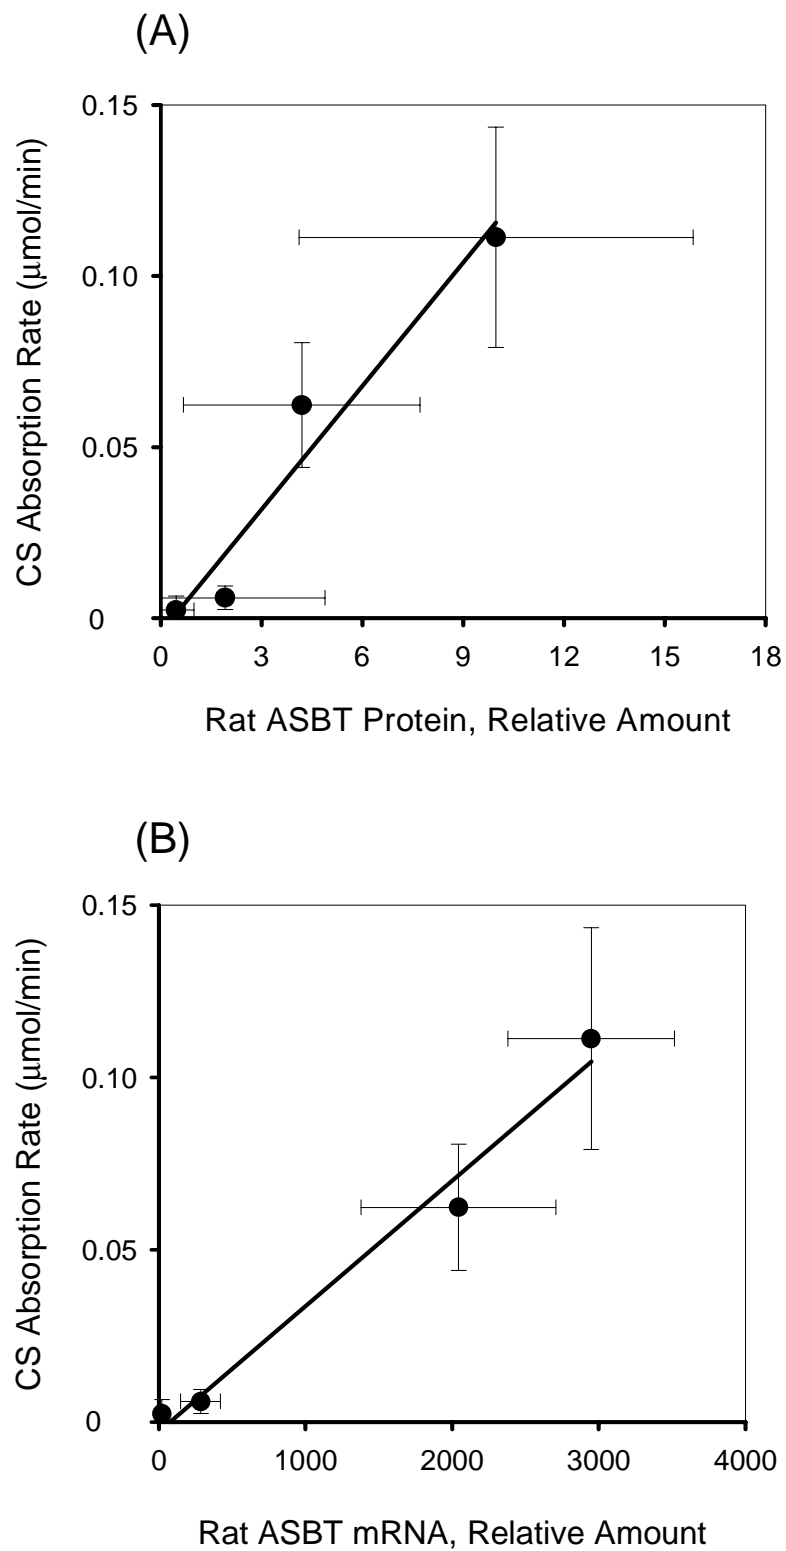 (A)
0.15
0.10
0.05
0
CS Absorption Rate (μmol/min)
0 3 6 9 12 15 18
Rat ASBT Protein, Relative Amount
(B)
0.15
0.10
0.05
0
CS Absorption Rate (μmol/min)
0 1000 2000 3000 4000
Rat ASBT mRNA, Relative Amount